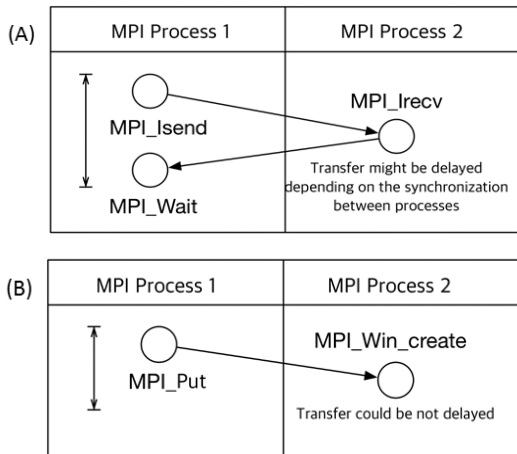 (A)
MPI Process 1
MPI Process 2
MPI_Isend
MPI_Irecv
MPI_Wait
Transfer might be delayed
depending on the synchronization
between processes
(B)
MPI Process 1
MPI Process 2
MPI_Put
MPI_Win_create
Transfer could be not delayed